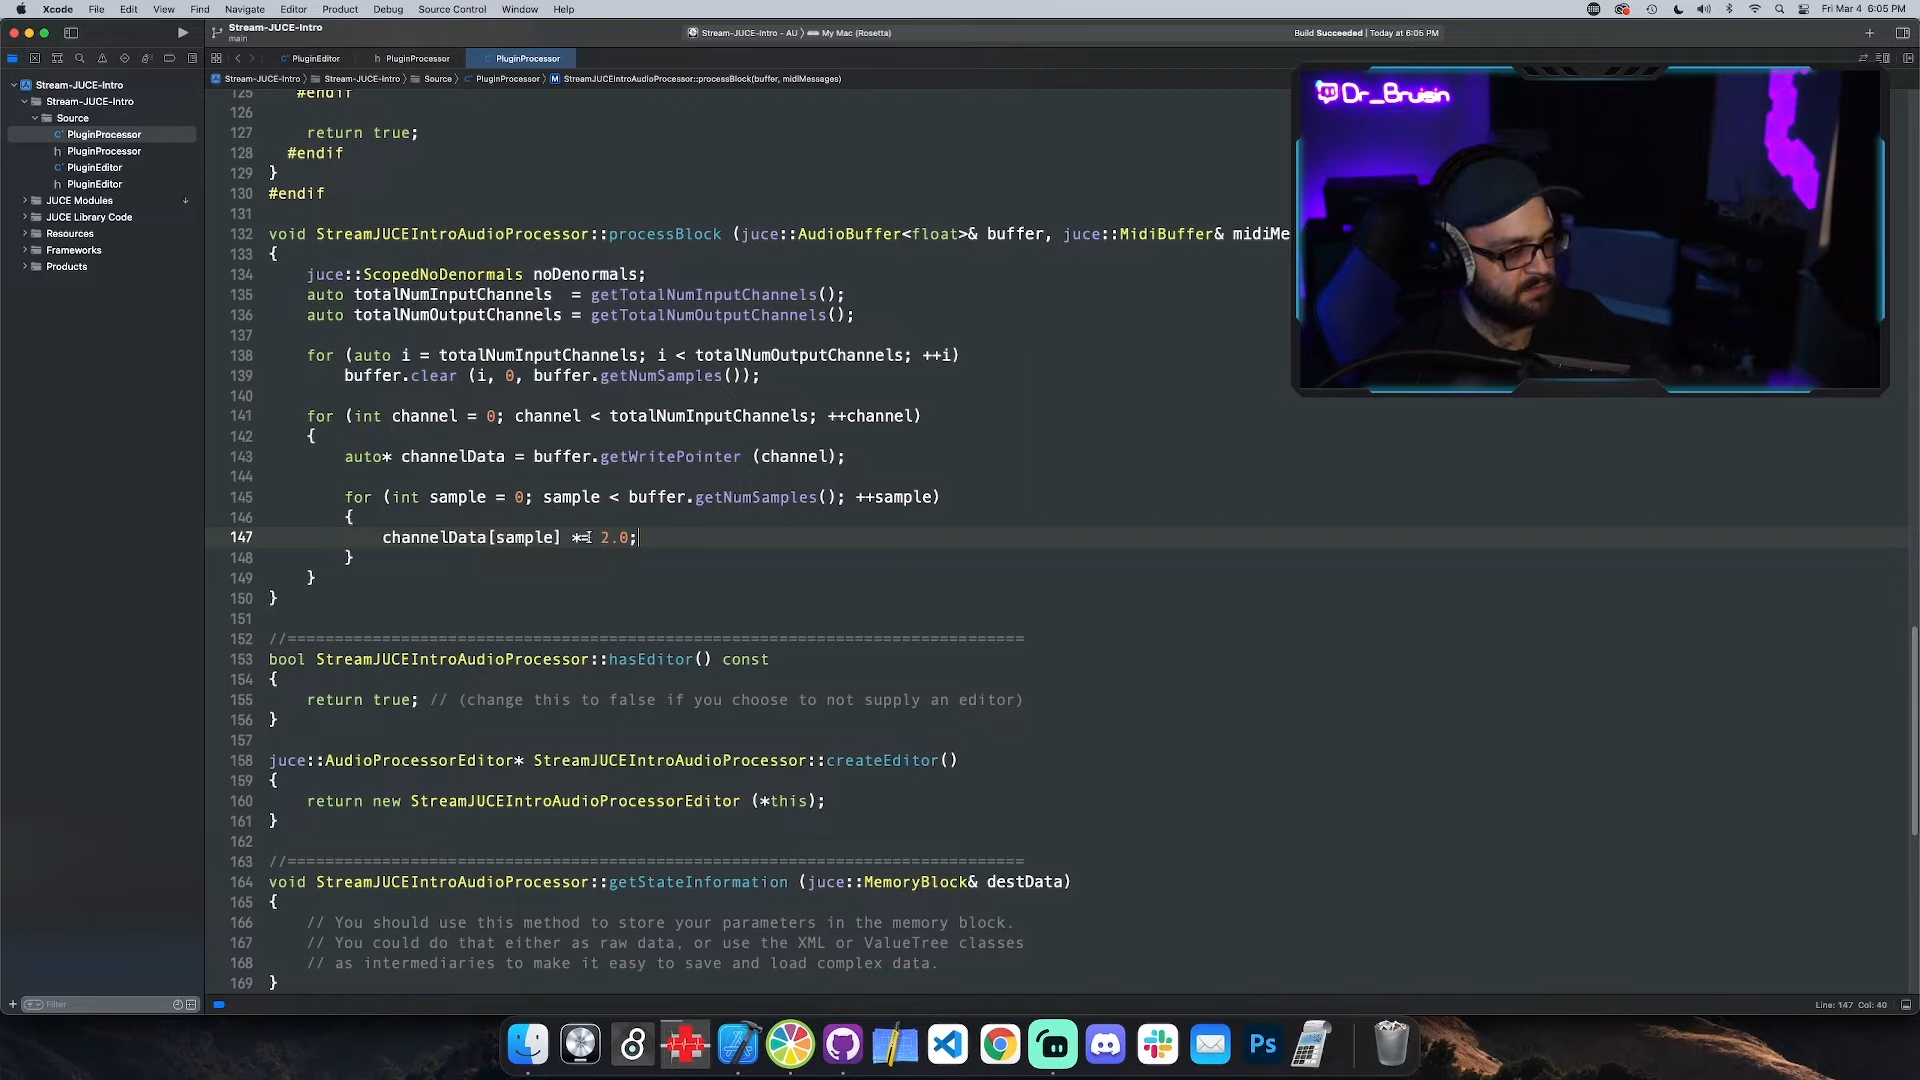 Xcode File Edit View Find Navigate Editor Product Debug Source Control Window Help Fri Mar 4 6:05 PM
Stream-JUCE-Intro
main
Stream-JUCE-Intro - AU 〉 My Mac (Rosetta)
Build Succeeded | Today at 6:05 PM
PluginEditor PluginProcessor PluginProcessor
Stream-JUCE-Intro 〉 Stream-JUCE-Intro 〉 Source 〉 PluginProcessor 〉 M StreamJUCEIntroAudioProcessor::processBlock(buffer, midiMessages)
Stream-JUCE-Intro
Stream-JUCE-Intro
Source
PluginProcessor
h PluginProcessor
PluginEditor
h PluginEditor
JUCE Modules
JUCE Library Code
Resources
Frameworks
Products
Dr_Bruisin
125 #endif
126
127 return true;
128 #endif
129 }
130 #endif
131
132 void StreamJUCEIntroAudioProcessor::processBlock (juce::AudioBuffer<float>& buffer, juce::MidiBuffer& midiMe
133 {
134 juce::ScopedNoDenormals noDenormals;
135 auto totalNumInputChannels  = getTotalNumInputChannels();
136 auto totalNumOutputChannels = getTotalNumOutputChannels();
137
138 for (auto i = totalNumInputChannels; i < totalNumOutputChannels; ++i)
139 buffer.clear (i, 0, buffer.getNumSamples());
140
141 for (int channel = 0; channel < totalNumInputChannels; ++channel)
142 {
143 auto* channelData = buffer.getWritePointer (channel);
144
145 for (int sample = 0; sample < buffer.getNumSamples(); ++sample)
146 {
147 channelData[sample] *= 2.0;
148 }
149 }
150 }
151
152 //==============================================================================
153 bool StreamJUCEIntroAudioProcessor::hasEditor() const
154 {
155 return true; // (change this to false if you choose to not supply an editor)
156 }
157
158 juce::AudioProcessorEditor* StreamJUCEIntroAudioProcessor::createEditor()
159 {
160 return new StreamJUCEIntroAudioProcessorEditor (*this);
161 }
162
163 //==============================================================================
164 void StreamJUCEIntroAudioProcessor::getStateInformation (juce::MemoryBlock& destData)
165 {
166 // You should use this method to store your parameters in the memory block.
167 // You could do that either as raw data, or use the XML or ValueTree classes
168 // as intermediaries to make it easy to save and load complex data.
169 }
Filter
Line: 147 Col: 40
Ps